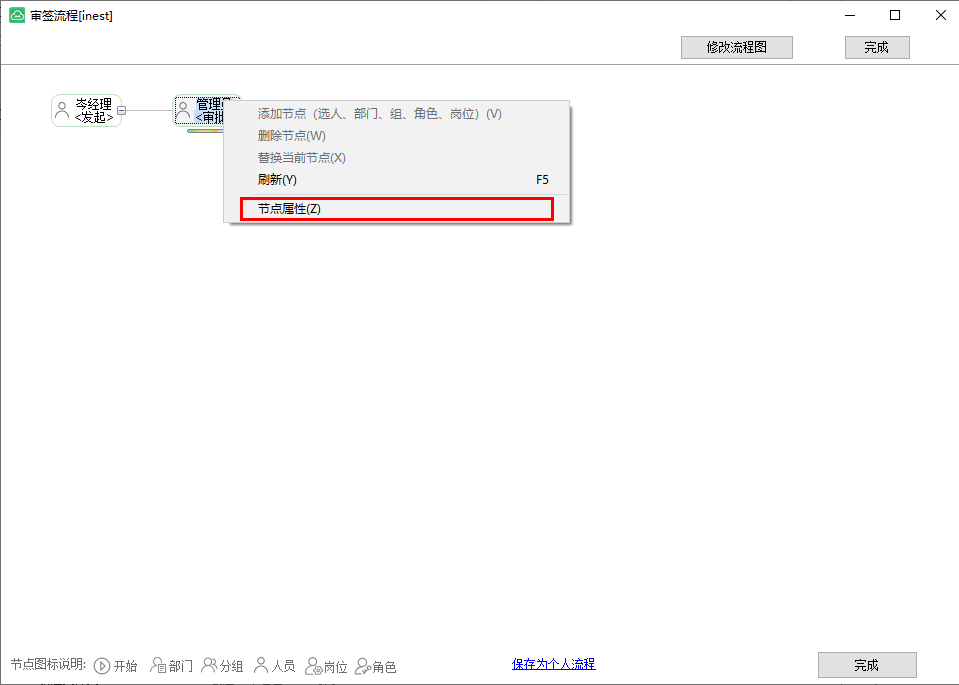 审签流程[inest]
修改流程图
完成
岑经理
<发起>
管理
<审批
添加节点（选人、部门、组、角色、岗位）(V)
删除节点(W)
替换当前节点(X)
刷新(Y) F5
节点属性(Z)
节点图标说明: 开始 部门 分组 人员 岗位 角色
保存为个人流程
完成